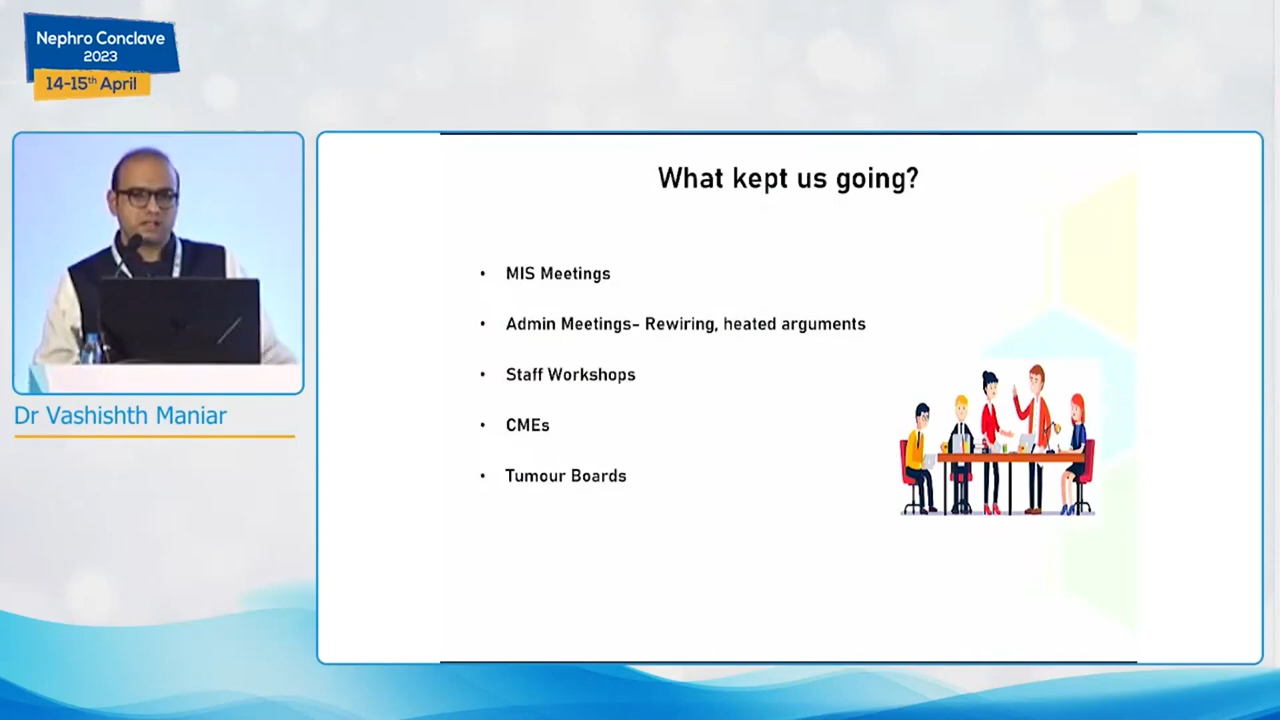 Nephro Conclave
2023
14-15th April
What kept us going?
• MIS Meetings
• Admin Meetings- Rewiring, heated arguments
• Staff Workshops
• CMEs
• Tumour Boards
Dr Vashishth Maniar